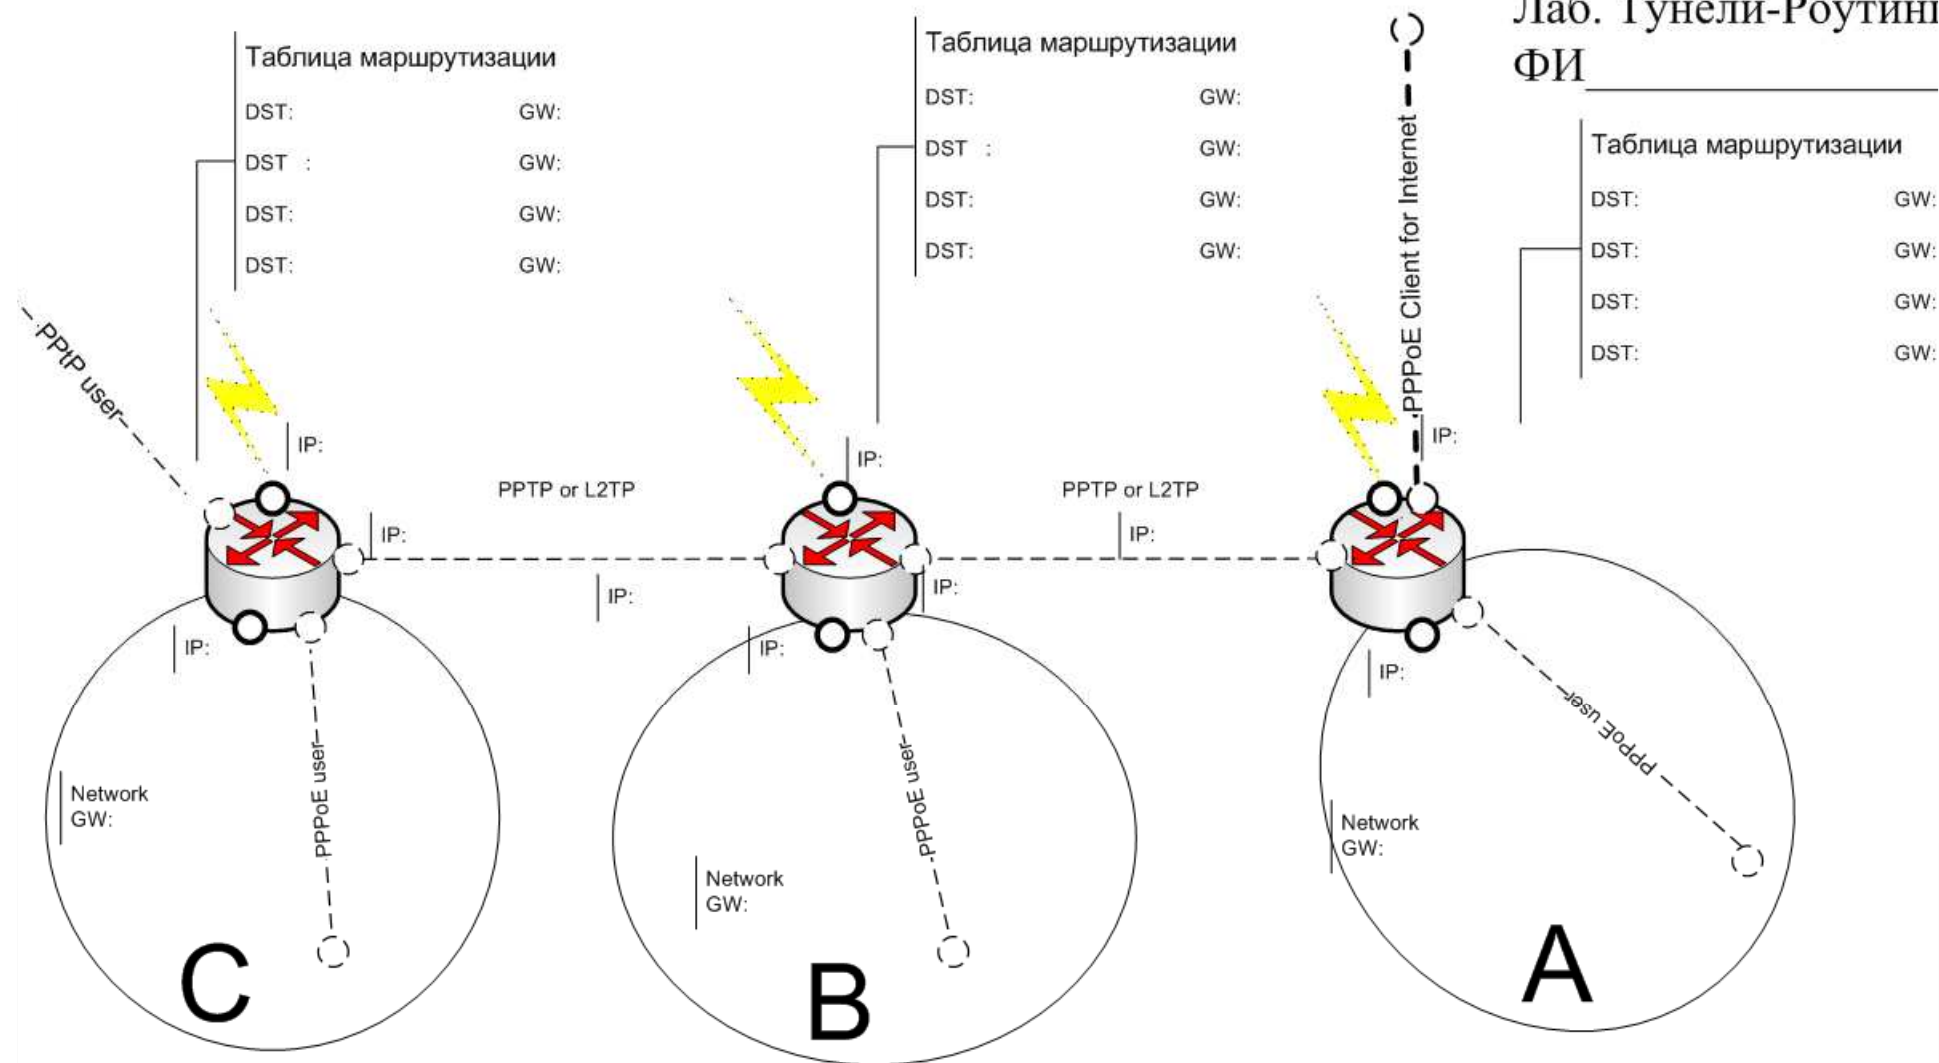 Лаб. Тунели-Роутинг
ФИ
Таблица маршрутизации
DST: GW:
DST : GW:
DST: GW:
DST: GW:
Таблица маршрутизации
DST: GW:
DST : GW:
DST: GW:
DST: GW:
Таблица маршрутизации
DST: GW:
DST: GW:
DST: GW:
DST: GW:
PPPoE Client for Internet
PPtP user
IP:
IP:
IP:
PPTP or L2TP
PPTP or L2TP
IP:
IP:
IP:
IP:
IP:
IP:
IP:
PPPoE user
PPPoE user
PPPoE user
Network
GW:
Network
GW:
Network
GW:
C
B
A